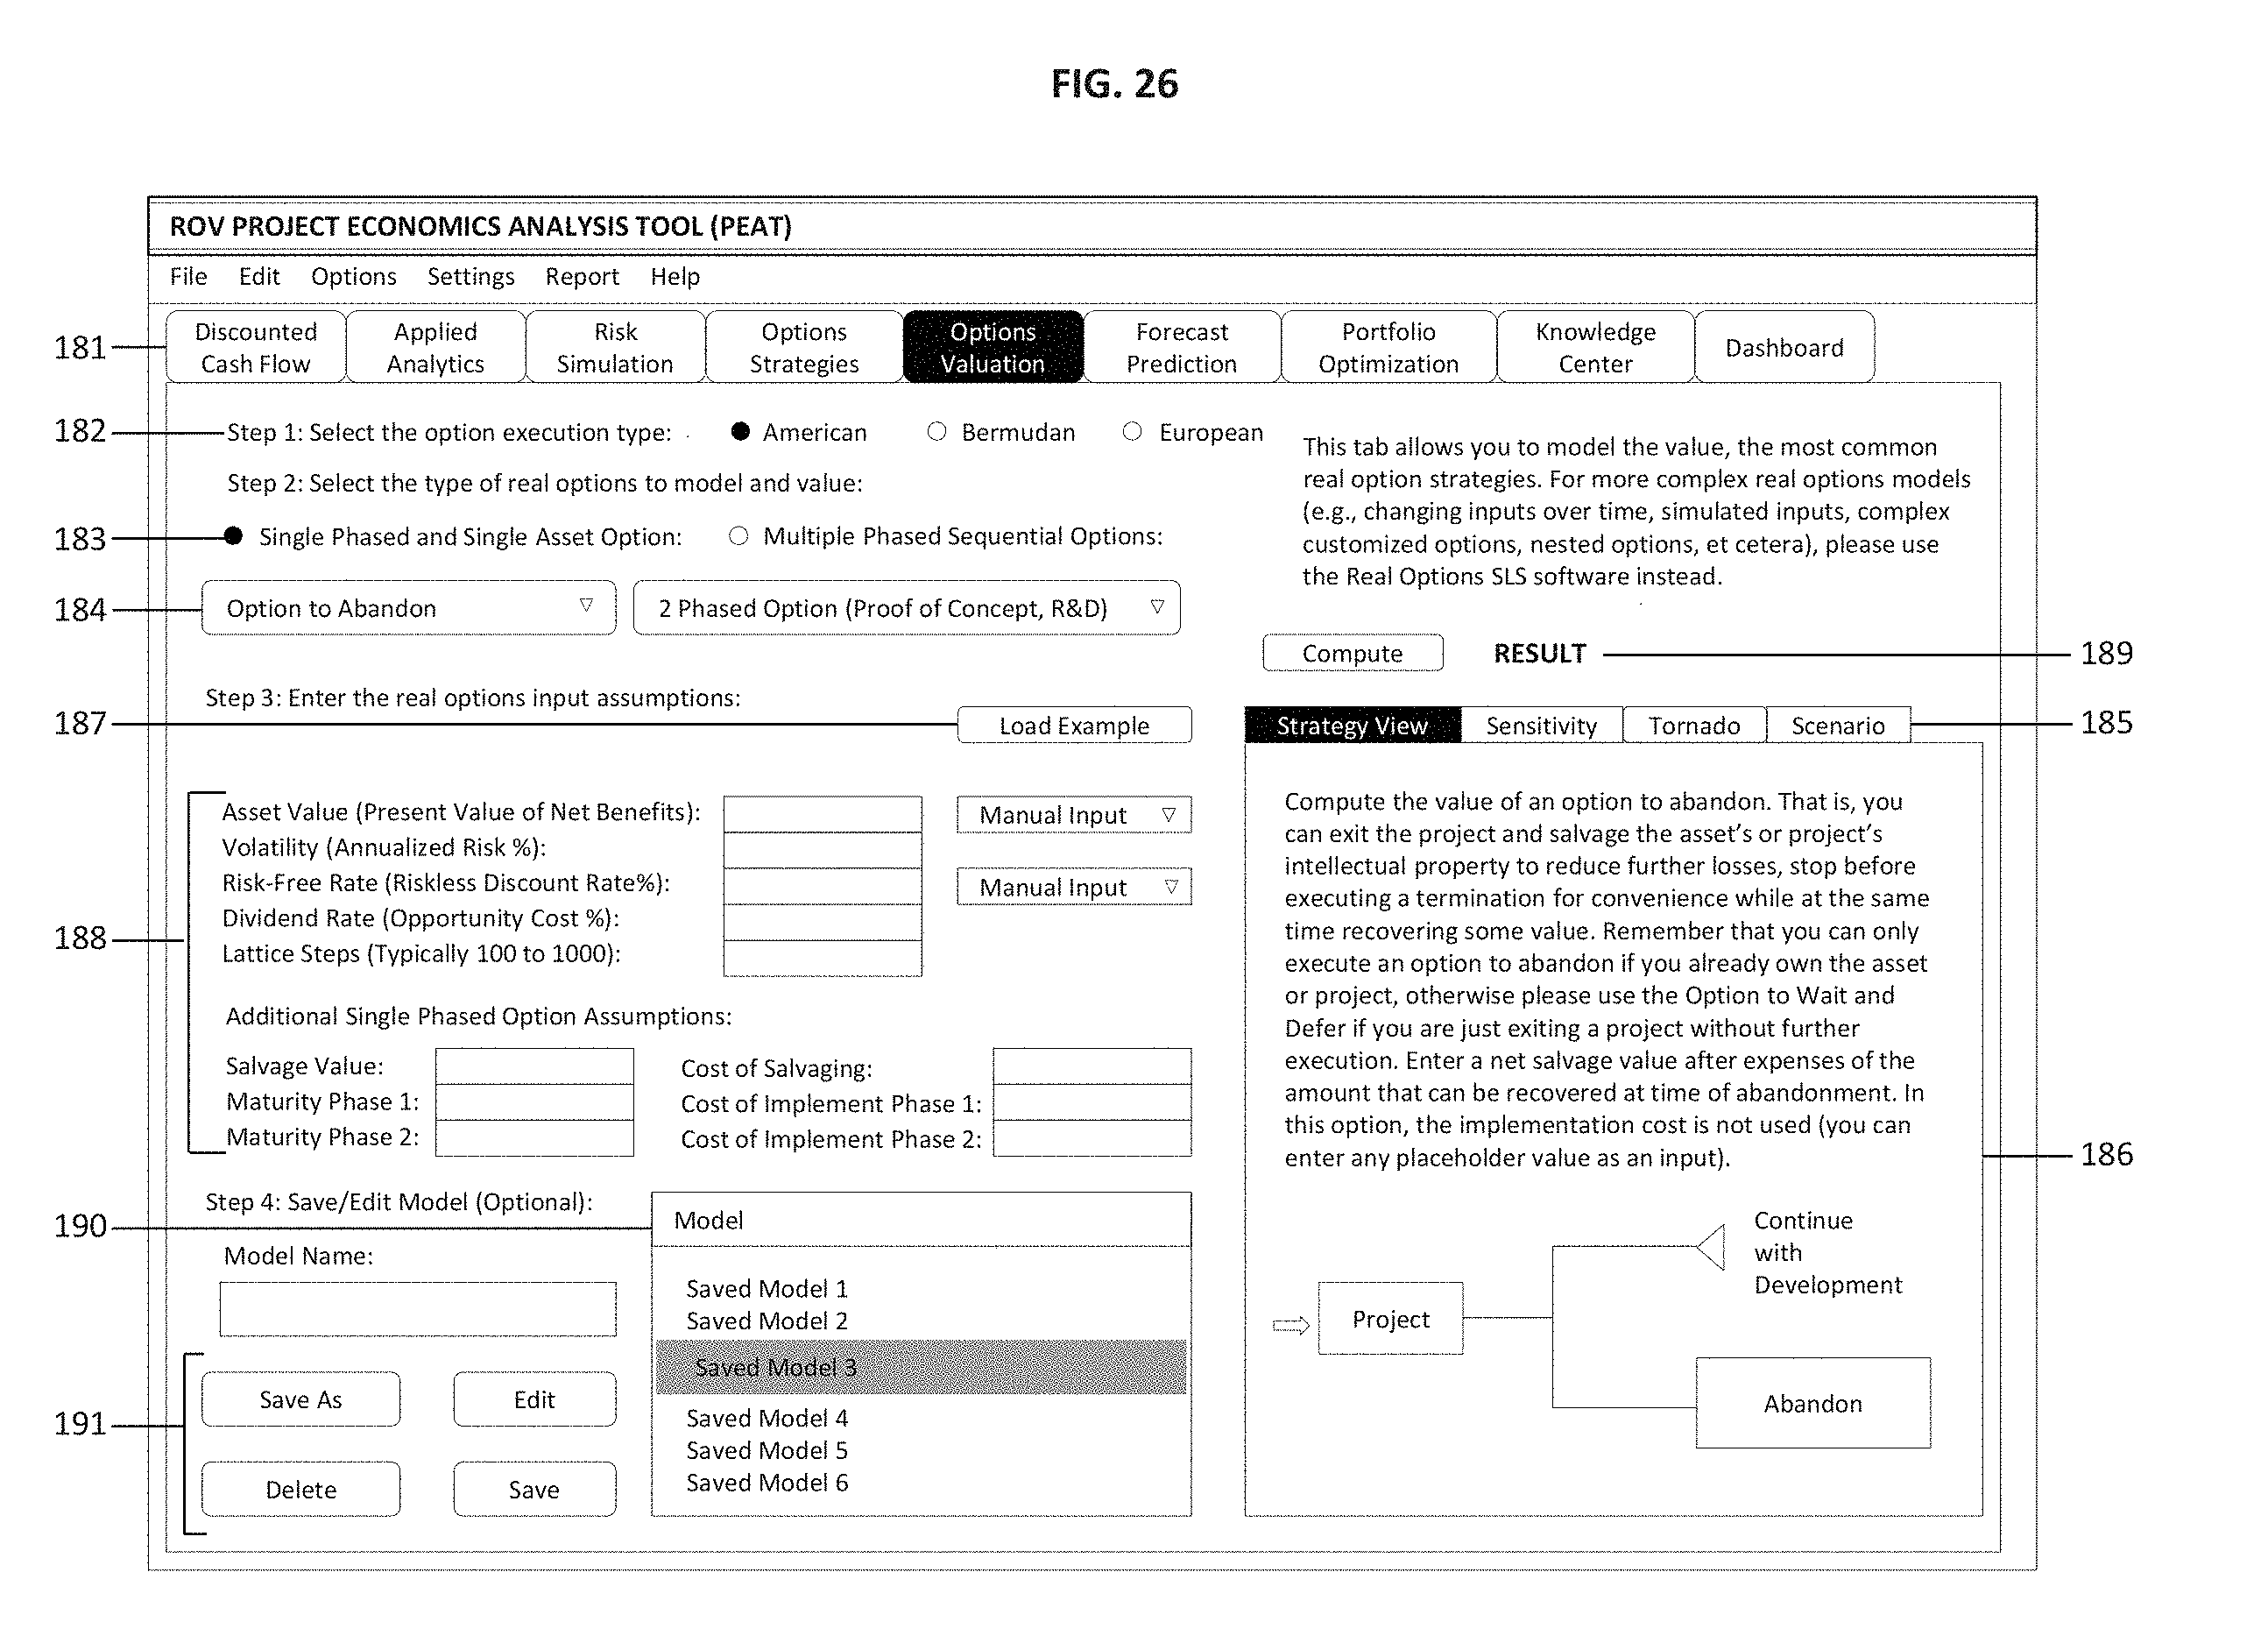 FIG. 26
ROV PROJECT ECONOMICS ANALYSIS TOOL (PEAT)
File Edit Options Settings Report Help
181
Discounted Cash Flow
Applied Analytics
Risk Simulation
Options Strategies
Options Valuation
Forecast Prediction
Portfolio Optimization
Knowledge Center
Dashboard
182
Step 1: Select the option execution type: American Bermudan European
Step 2: Select the type of real options to model and value:
183
Single Phased and Single Asset Option: Multiple Phased Sequential Options:
184
Option to Abandon
2 Phased Option (Proof of Concept, R&D)
This tab allows you to model the value, the most common
real option strategies. For more complex real options models
(e.g., changing inputs over time, simulated inputs, complex
customized options, nested options, et cetera), please use
the Real Options SLS software instead.
Compute
RESULT
189
Step 3: Enter the real options input assumptions:
187
Load Example
Strategy View
Sensitivity
Tornado
Scenario
185
188
Asset Value (Present Value of Net Benefits):
Manual Input
Volatility (Annualized Risk %):
Risk-Free Rate (Riskless Discount Rate%):
Manual Input
Dividend Rate (Opportunity Cost %):
Lattice Steps (Typically 100 to 1000):
Additional Single Phased Option Assumptions:
Salvage Value:
Cost of Salvaging:
Maturity Phase 1:
Cost of Implement Phase 1:
Maturity Phase 2:
Cost of Implement Phase 2:
Compute the value of an option to abandon. That is, you
can exit the project and salvage the asset's or project's
intellectual property to reduce further losses, stop before
executing a termination for convenience while at the same
time recovering some value. Remember that you can only
execute an option to abandon if you already own the asset
or project, otherwise please use the Option to Wait and
Defer if you are just exiting a project without further
execution. Enter a net salvage value after expenses of the
amount that can be recovered at time of abandonment. In
this option, the implementation cost is not used (you can
enter any placeholder value as an input).
186
Step 4: Save/Edit Model (Optional):
190
Model Name:
Model
Saved Model 1
Saved Model 2
Saved Model 3
Saved Model 4
Saved Model 5
Saved Model 6
191
Save As
Edit
Delete
Save
Project
Continue
with
Development
Abandon